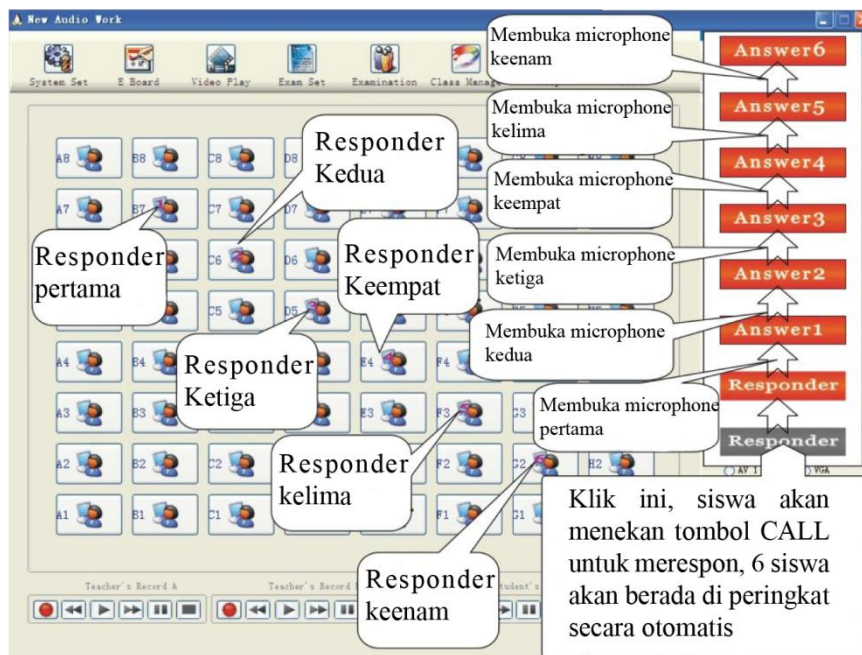 New Audio Work
System Set
E Board
Video Play
Exam Set
Examination
Class Manage
Membuka microphone
keenam
Membuka microphone
kelima
Membuka microphone
keempat
Membuka microphone
ketiga
Membuka microphone
kedua
Membuka microphone
pertama
Answer6
Answer5
Answer4
Answer3
Answer2
Answer1
Responder
Responder
AV 1
VGA
A8
B8
C8
D8
Responder
Kedua
A7
B7
C7
D7
Responder
pertama
C6
D6
Responder
Keempat
C5
D5
A4
B4
E4
F4
Responder
Ketiga
A3
B3
E3
F3
G3
Responder
kelima
A2
B2
C2
F2
G2
H2
A1
B1
C1
F1
G1
Responder
keenam
Klik ini, siswa akan
menekan tombol CALL
untuk merespon, 6 siswa
akan berada di peringkat
secara otomatis
Teacher's Record A
Teacher's Record